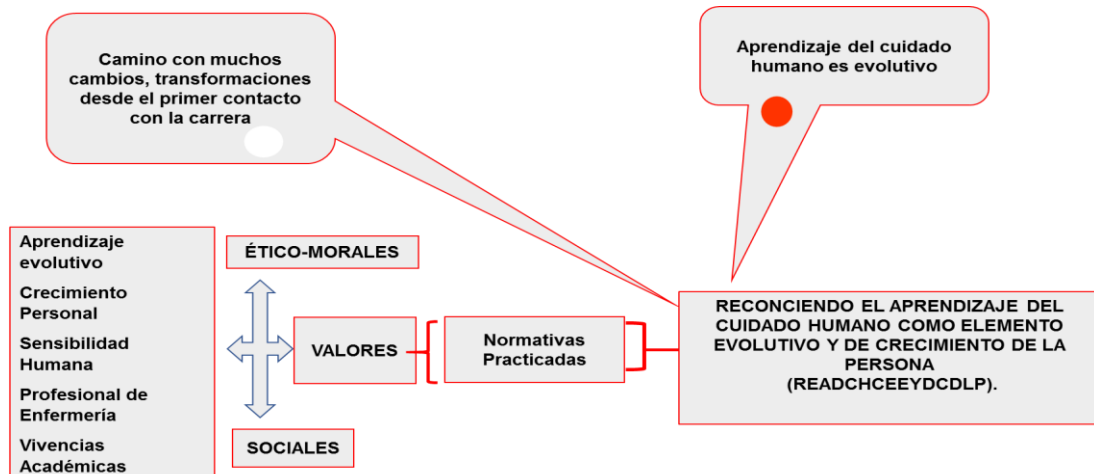 Camino con muchos
cambios, transformaciones
desde el primer contacto
con la carrera
Aprendizaje del cuidado
humano es evolutivo
Aprendizaje
evolutivo
Crecimiento
Personal
Sensibilidad
Humana
Profesional de
Enfermería
Vivencias
Académicas
ÉTICO-MORALES
VALORES
SOCIALES
Normativas
Practicadas
RECONCIENDO EL APRENDIZAJE DEL
CUIDADO HUMANO COMO ELEMENTO
EVOLUTIVO Y DE CRECIMIENTO DE LA
PERSONA
(READCHCEEYDCDLP).